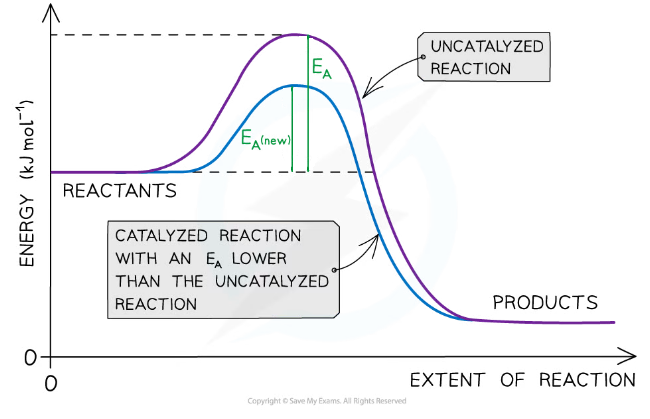 UNCATALYZED
REACTION
E_A
E_A(new)
ENERGY (kJ mol⁻¹)
REACTANTS
CATALYZED REACTION
WITH AN E_A LOWER
THAN THE UNCATALYZED
REACTION
PRODUCTS
0
0
EXTENT OF REACTION
Copyright © Save My Exams. All Rights Reserved